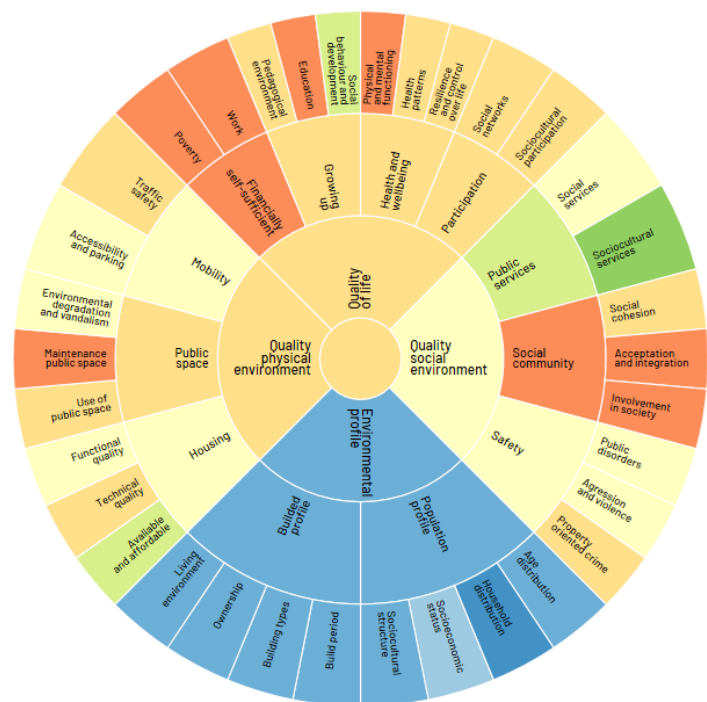 Quality
of life
Quality
social
environment
Environmental
profile
Quality
physical
environment
Financially
self-sufficient
Growing
up
Health and
wellbeing
Participation
Public
services
Social
community
Safety
Population
profile
Builded
profile
Housing
Public
space
Mobility
Poverty
Work
Pedagogical
environment
Education
Social
behaviour and
development
Physical
and mental
functioning
Health
patterns
Resilience
and control
over life
Social
networks
Sociocultural
participation
Social
services
Sociocultural
services
Social
cohesion
Acceptation
and integration
Involvement
in society
Public
disorders
Agression
and violence
Property
oriented crime
Age
distribution
Household
distribution
Socioeconomic
status
Sociocultural
structure
Build period
Building types
Ownership
Living
environment
Available
and affordable
Technical
quality
Functional
quality
Use of
public space
Maintenance
public space
Environmental
degradation
and vandalism
Accessibility
and parking
Traffic
safety